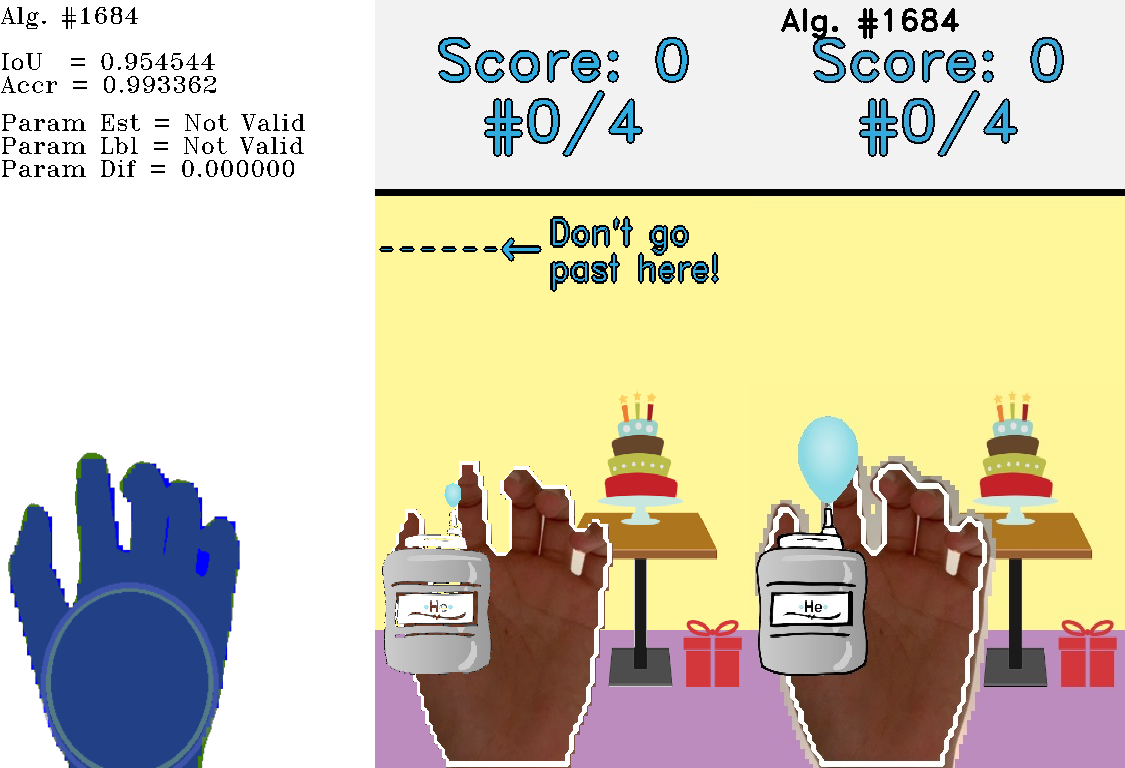 Alg. #1684
IoU = 0.954544
Accr = 0.993362
Param Est = Not Valid
Param Lbl = Not Valid
Param Dif = 0.000000
Score: 0
#0/4
Don't go
past here!
He
Alg. #1684
Score: 0
#0/4
He